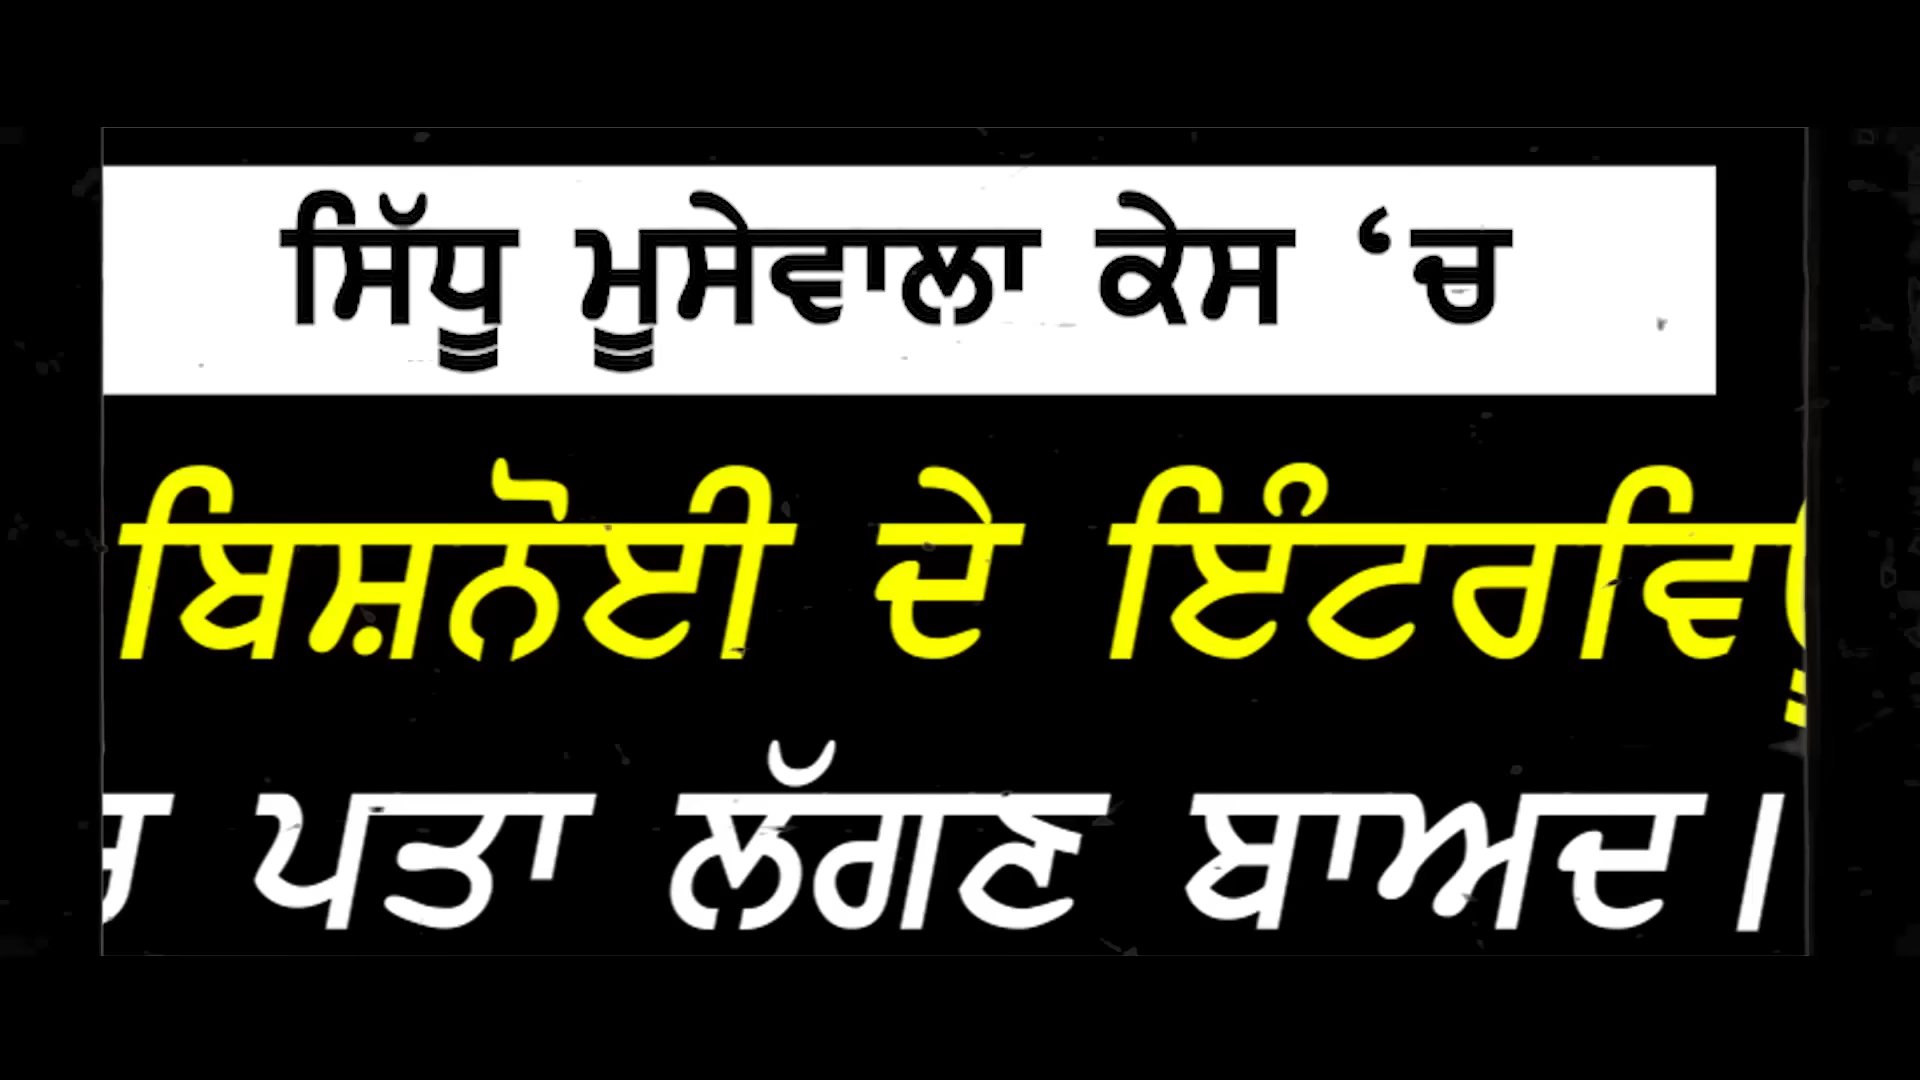 ਸਿੱਧੂ ਮੂਸੇਵਾਲਾ ਕੇਸ ‘ਚ
ਬਿਸ਼ਨੋਈ ਦੇ
ਪਤਾ ਲੱਗਣ ਬਾਅਦ।